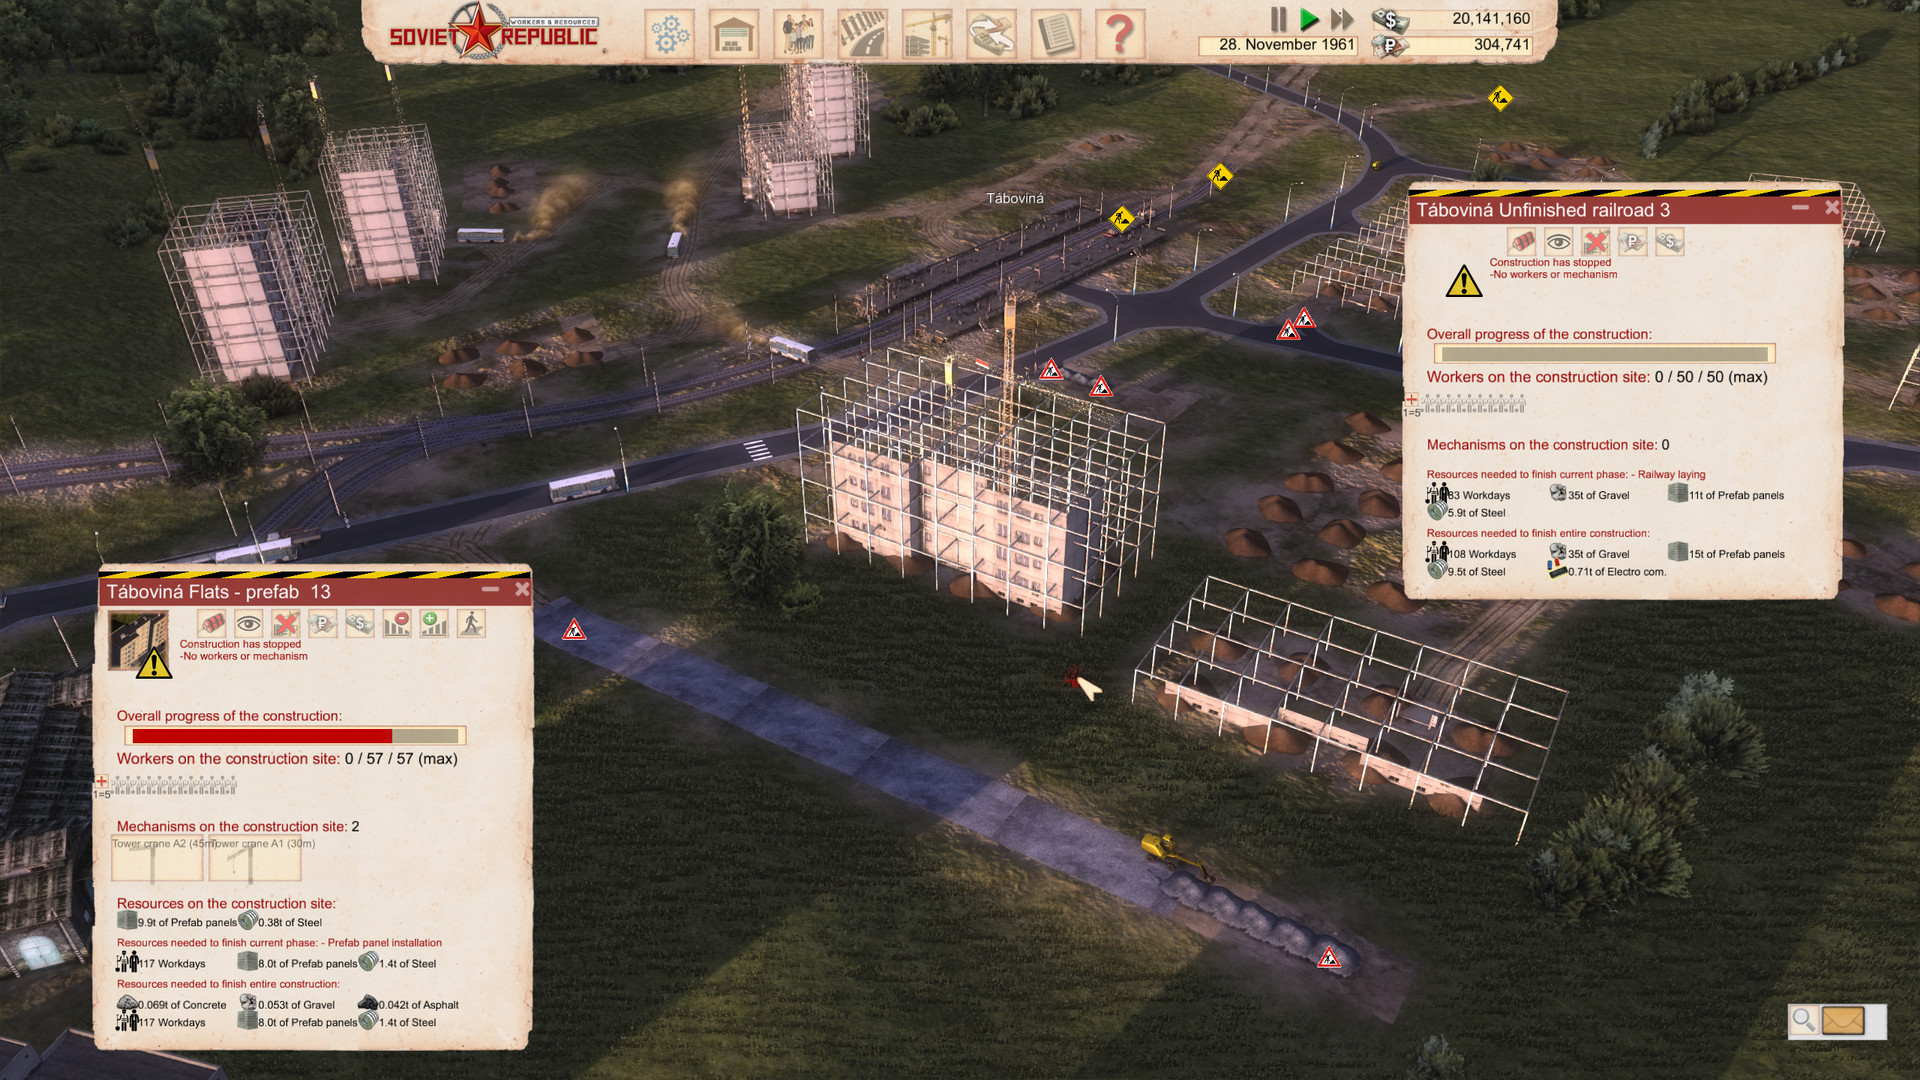 WORKERS & RESOURCES
SOVIET REPUBLIC
28. November 1961
20,141,160
304,741
Táboviná
Táboviná Unfinished railroad 3
Construction has stopped
-No workers or mechanism
Overall progress of the construction:
Workers on the construction site: 0 / 50 / 50 (max)
1=5
Mechanisms on the construction site: 0
Resources needed to finish current phase: - Railway laying
83 Workdays
35t of Gravel
11t of Prefab panels
5.9t of Steel
Resources needed to finish entire construction:
108 Workdays
35t of Gravel
15t of Prefab panels
9.5t of Steel
0.71t of Electro com.
Táboviná Flats - prefab 13
Construction has stopped
-No workers or mechanism
Overall progress of the construction:
Workers on the construction site: 0 / 57 / 57 (max)
1=5
Mechanisms on the construction site: 2
Tower crane A2 (45m
Tower crane A1 (30m)
Resources on the construction site:
9.9t of Prefab panels
0.38t of Steel
Resources needed to finish current phase: - Prefab panel installation
117 Workdays
8.0t of Prefab panels
1.4t of Steel
Resources needed to finish entire construction:
0.069t of Concrete
0.053t of Gravel
0.042t of Asphalt
117 Workdays
8.0t of Prefab panels
1.4t of Steel